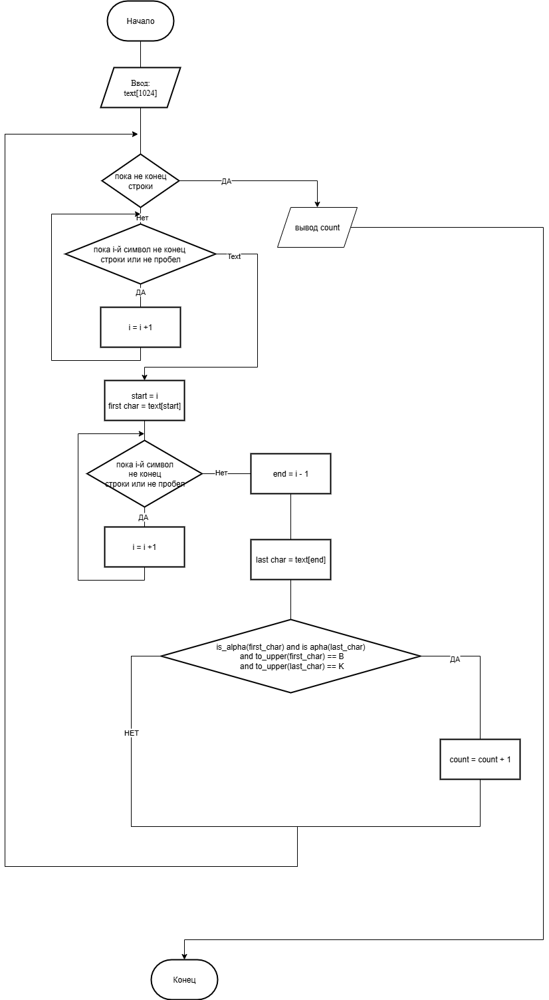 Начало
Ввод:
text[1024]
пока не конец
строки
ДА
Нет
вывод count
пока i-й символ не конец
строки или не пробел
Text
ДА
i = i +1
start = i
first char = text[start]
пока i-й символ
не конец
строки или не пробел
Нет
end = i - 1
ДА
i = i +1
last char = text[end]
is_alpha(first_char) and is apha(last_char)
and to_upper(first_char) == B
and to_upper(last_char) == K
ДА
НЕТ
count = count + 1
Конец